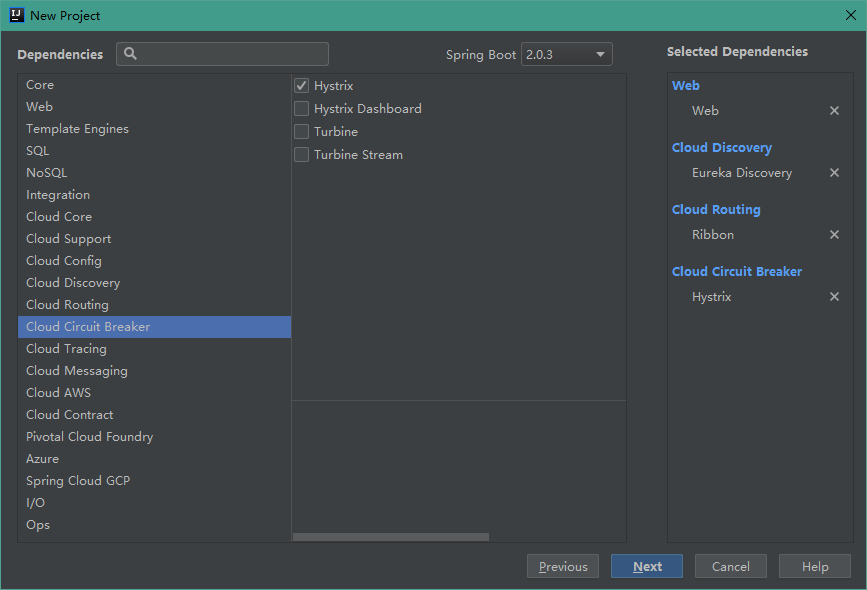 New Project
Dependencies
Spring Boot 2.0.3
Core
Web
Template Engines
SQL
NoSQL
Integration
Cloud Core
Cloud Support
Cloud Config
Cloud Discovery
Cloud Routing
Cloud Circuit Breaker
Cloud Tracing
Cloud Messaging
Cloud AWS
Cloud Contract
Pivotal Cloud Foundry
Azure
Spring Cloud GCP
I/O
Ops
Hystrix
Hystrix Dashboard
Turbine
Turbine Stream
Selected Dependencies
Web
Web
Cloud Discovery
Eureka Discovery
Cloud Routing
Ribbon
Cloud Circuit Breaker
Hystrix
Previous Next Cancel Help